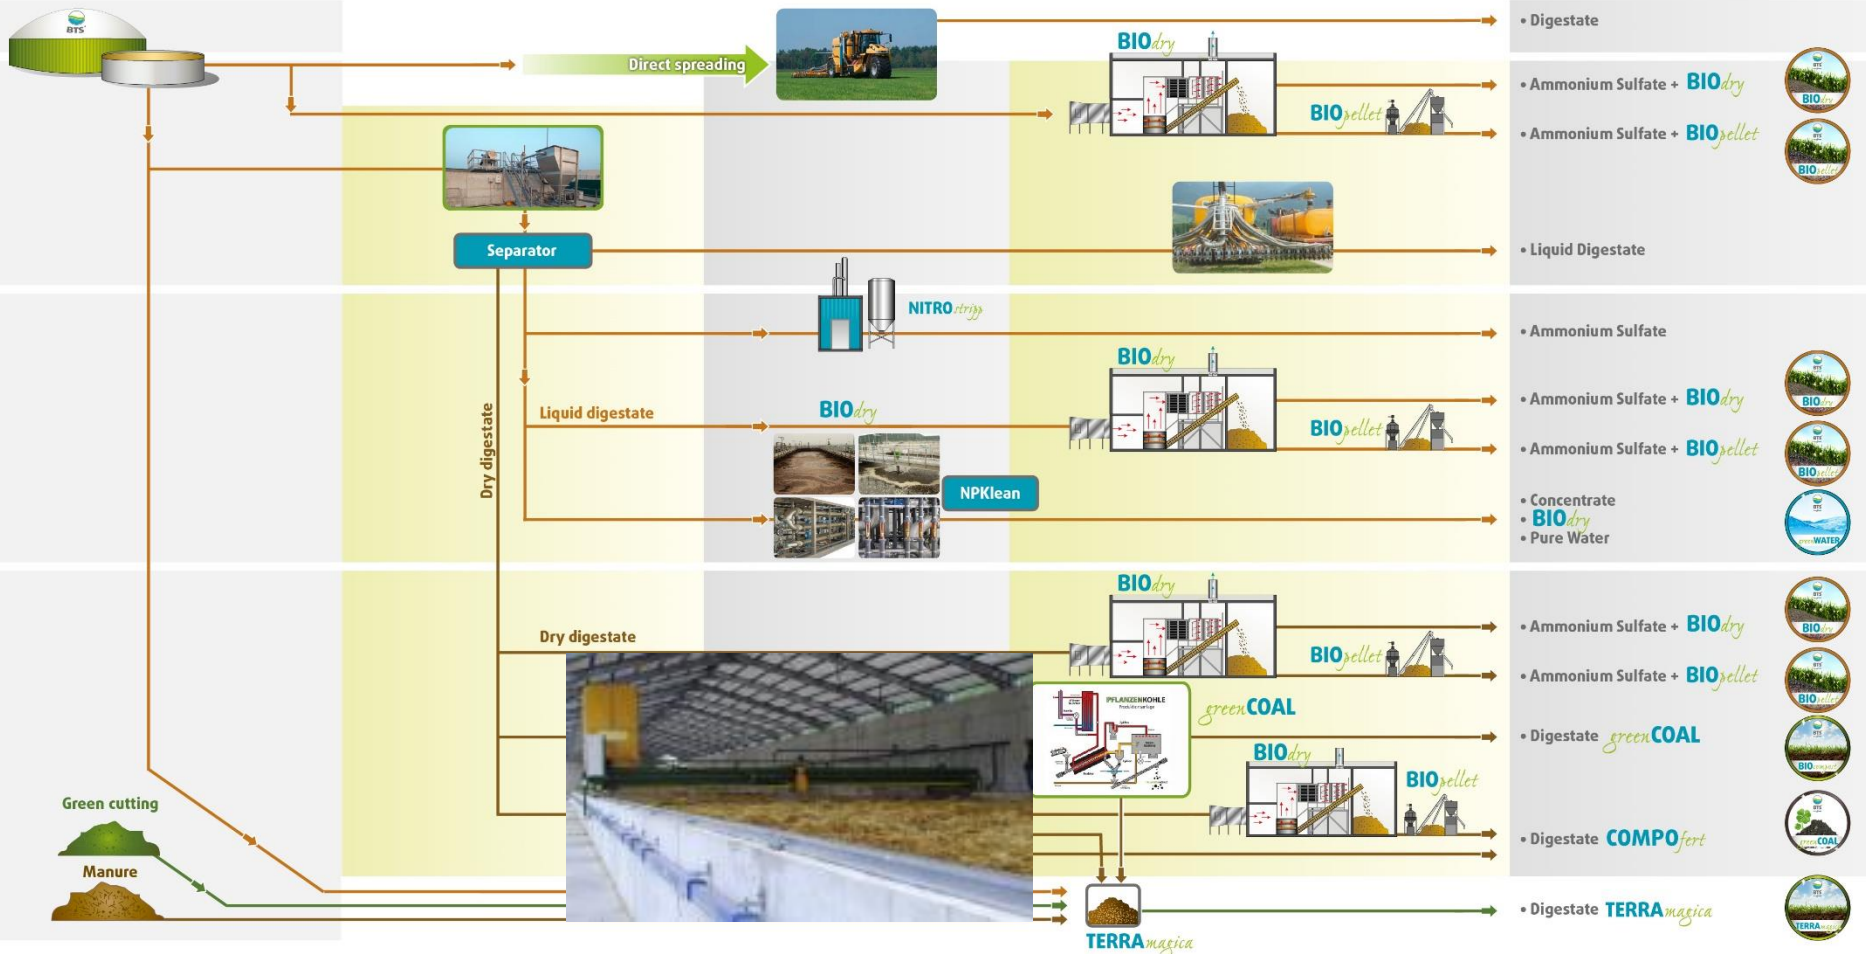 BTS
Direct spreading
• Digestate
BIOdry
BIOpellet
• Ammonium Sulfate + BIOdry
BIOdry
• Ammonium Sulfate + BIOpellet
BIOpellet
Separator
• Liquid Digestate
NITROstripp
• Ammonium Sulfate
Dry digestate
Liquid digestate
BIOdry
BIOdry
BIOpellet
• Ammonium Sulfate + BIOdry
BIOdry
• Ammonium Sulfate + BIOpellet
BIOpellet
NPKlean
• Concentrate
• BIOdry
• Pure Water
greenWATER
Dry digestate
BIOdry
BIOpellet
• Ammonium Sulfate + BIOdry
BIOdry
• Ammonium Sulfate + BIOpellet
BIOpellet
PFLANZENKOHLE
greenCOAL
• Digestate greenCOAL
BIOcompost
BIOdry
BIOpellet
• Digestate COMPOfert
greenCOAL
Green cutting
Manure
TERRAmagica
• Digestate TERRAmagica
TERRAmagica